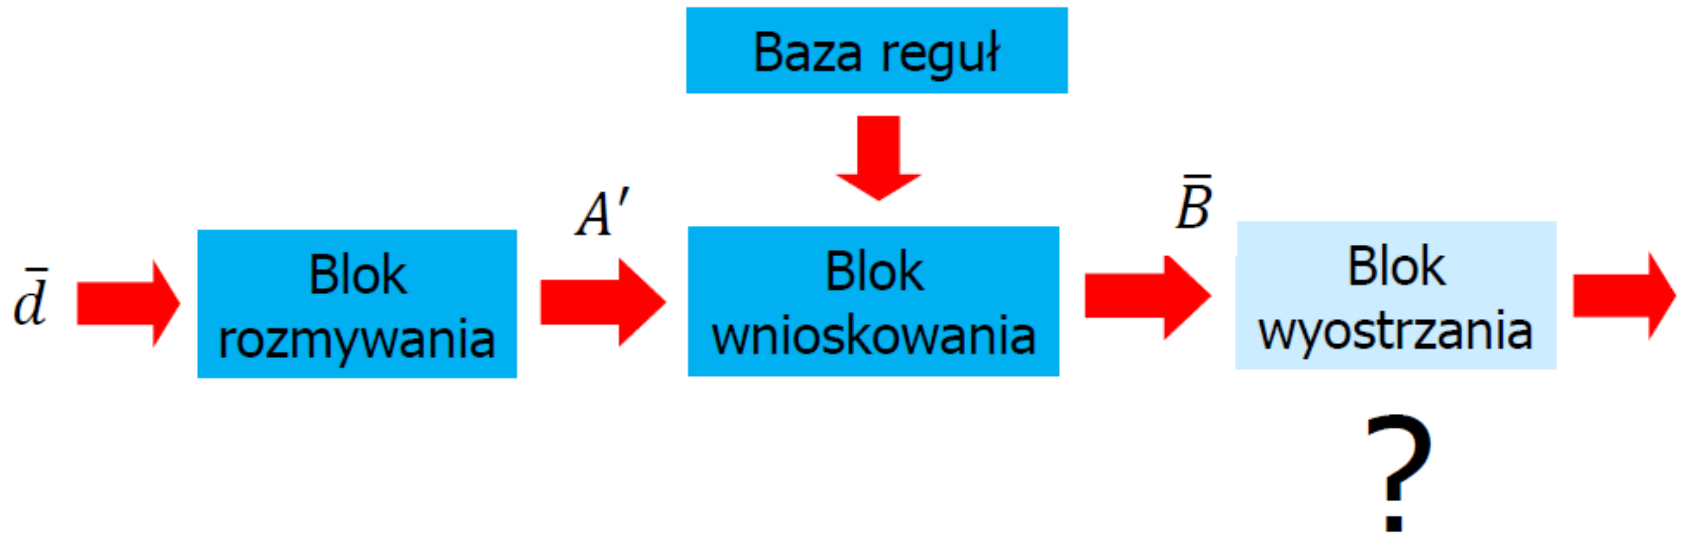 Baza reguł
d̄
Blok
rozmywania
A′
Blok
wnioskowania
B̄
Blok
wyostrzania
?